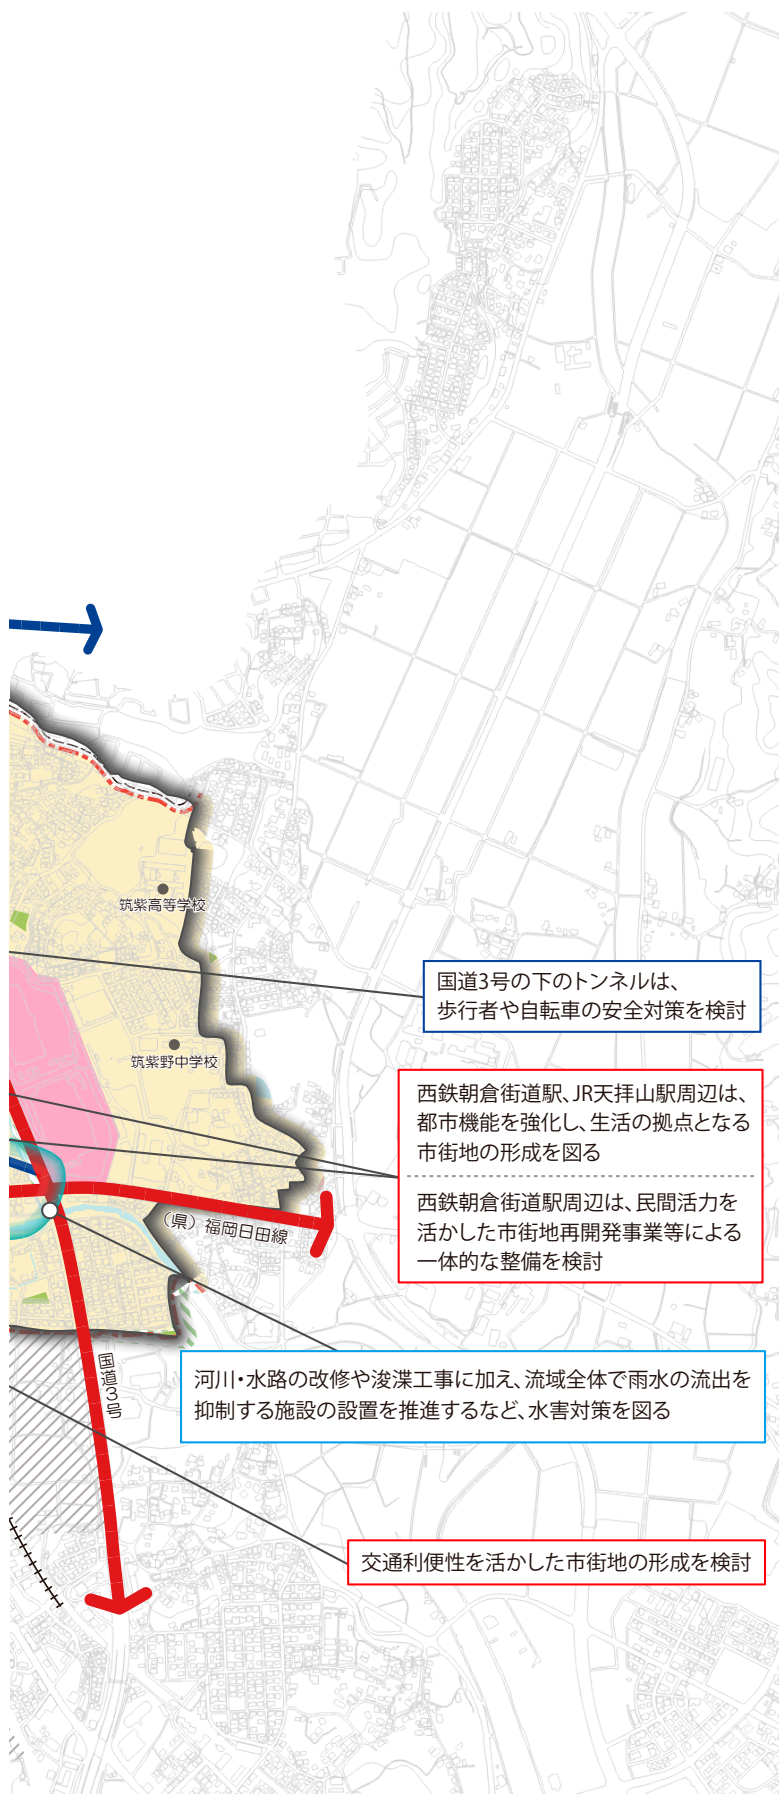 筑紫高等学校
国道3号の下のトンネルは、
歩行者や自転車の安全対策を検討
筑紫野中学校
西鉄朝倉街道駅、JR天拝山駅周辺は、
都市機能を強化し、生活の拠点となる
市街地の形成を図る
西鉄朝倉街道駅周辺は、民間活力を
活かした市街地再開発事業等による
一体的な整備を検討
（県）福岡日田線
国道3号
河川・水路の改修や浚渫工事に加え、流域全体で雨水の流出を
抑制する施設の設置を推進するなど、水害対策を図る
交通利便性を活かした市街地の形成を検討